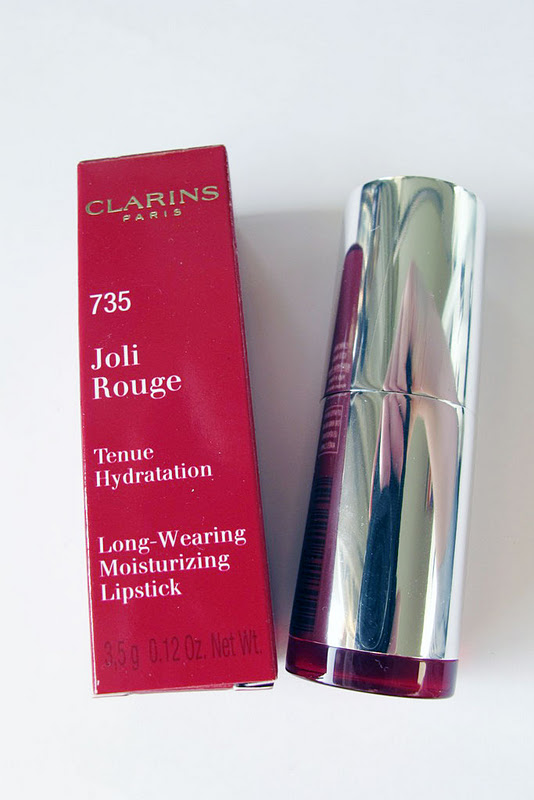 CLARINS
PARIS
735
Joli
Rouge
Tenue
Hydratation
Long-Wearing
Moisturizing
Lipstick
3,5 g 0.12 Oz. Net Wt.